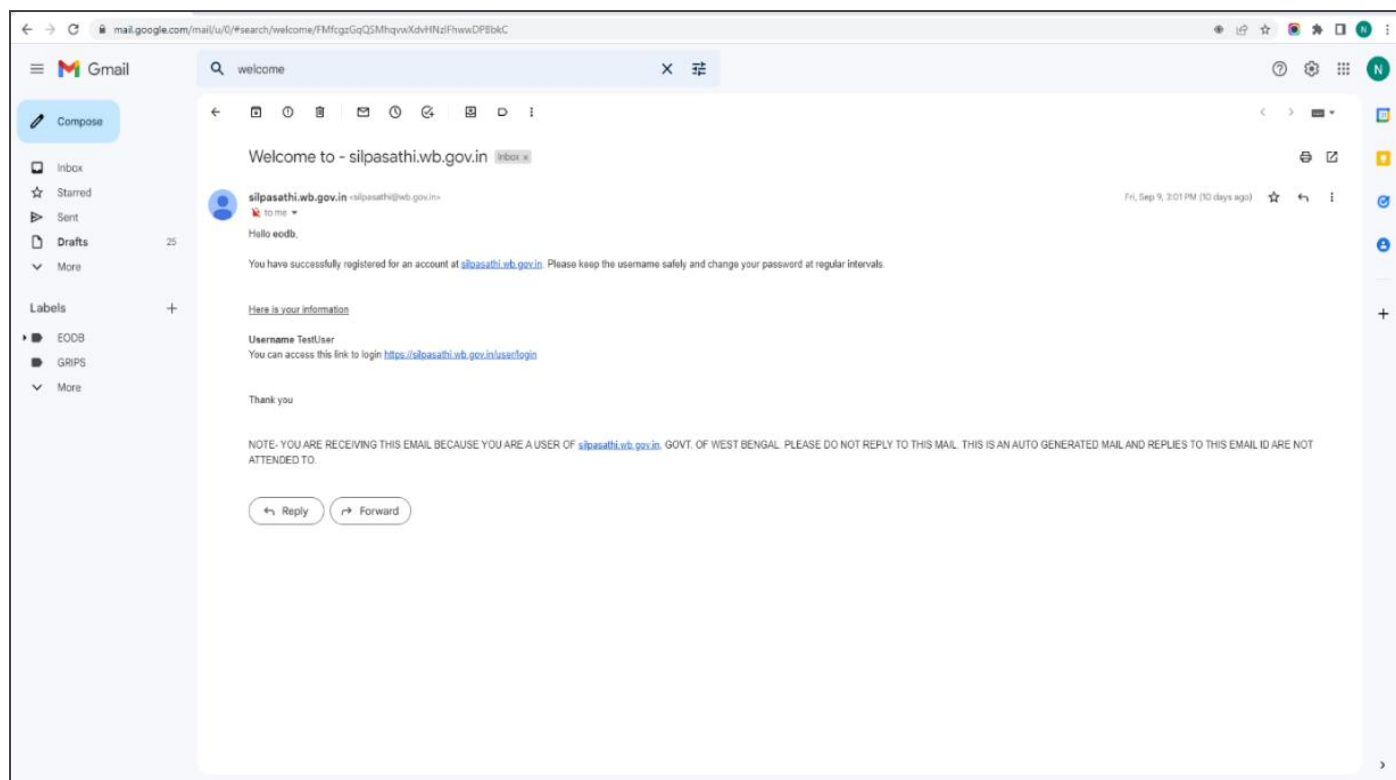 mail.google.com/mail/u/0/#search/welcome/FMfcgzGqQSMhqvwXdvHNzlFhwwDPBbkC
N
Gmail
welcome
N
Compose
Welcome to - silpasathi.wb.gov.in Inbox x
Inbox
Starred
silpasathi.wb.gov.in <silpasathi@wb.gov.in>
Fri, Sep 9, 3:01 PM (10 days ago)
to me
Sent
Hello eodb,
Drafts 25
More
You have successfully registered for an account at silpasathi.wb.gov.in. Please keep the username safely and change your password at regular intervals.
Labels
Here is your information
EODB
Username TestUser
You can access this link to login https://silpasathi.wb.gov.in/user/login
GRIPS
More
Thank you
NOTE- YOU ARE RECEIVING THIS EMAIL BECAUSE YOU ARE A USER OF silpasathi.wb.gov.in, GOVT. OF WEST BENGAL. PLEASE DO NOT REPLY TO THIS MAIL. THIS IS AN AUTO GENERATED MAIL AND REPLIES TO THIS EMAIL ID ARE NOT
ATTENDED TO.
Reply
Forward